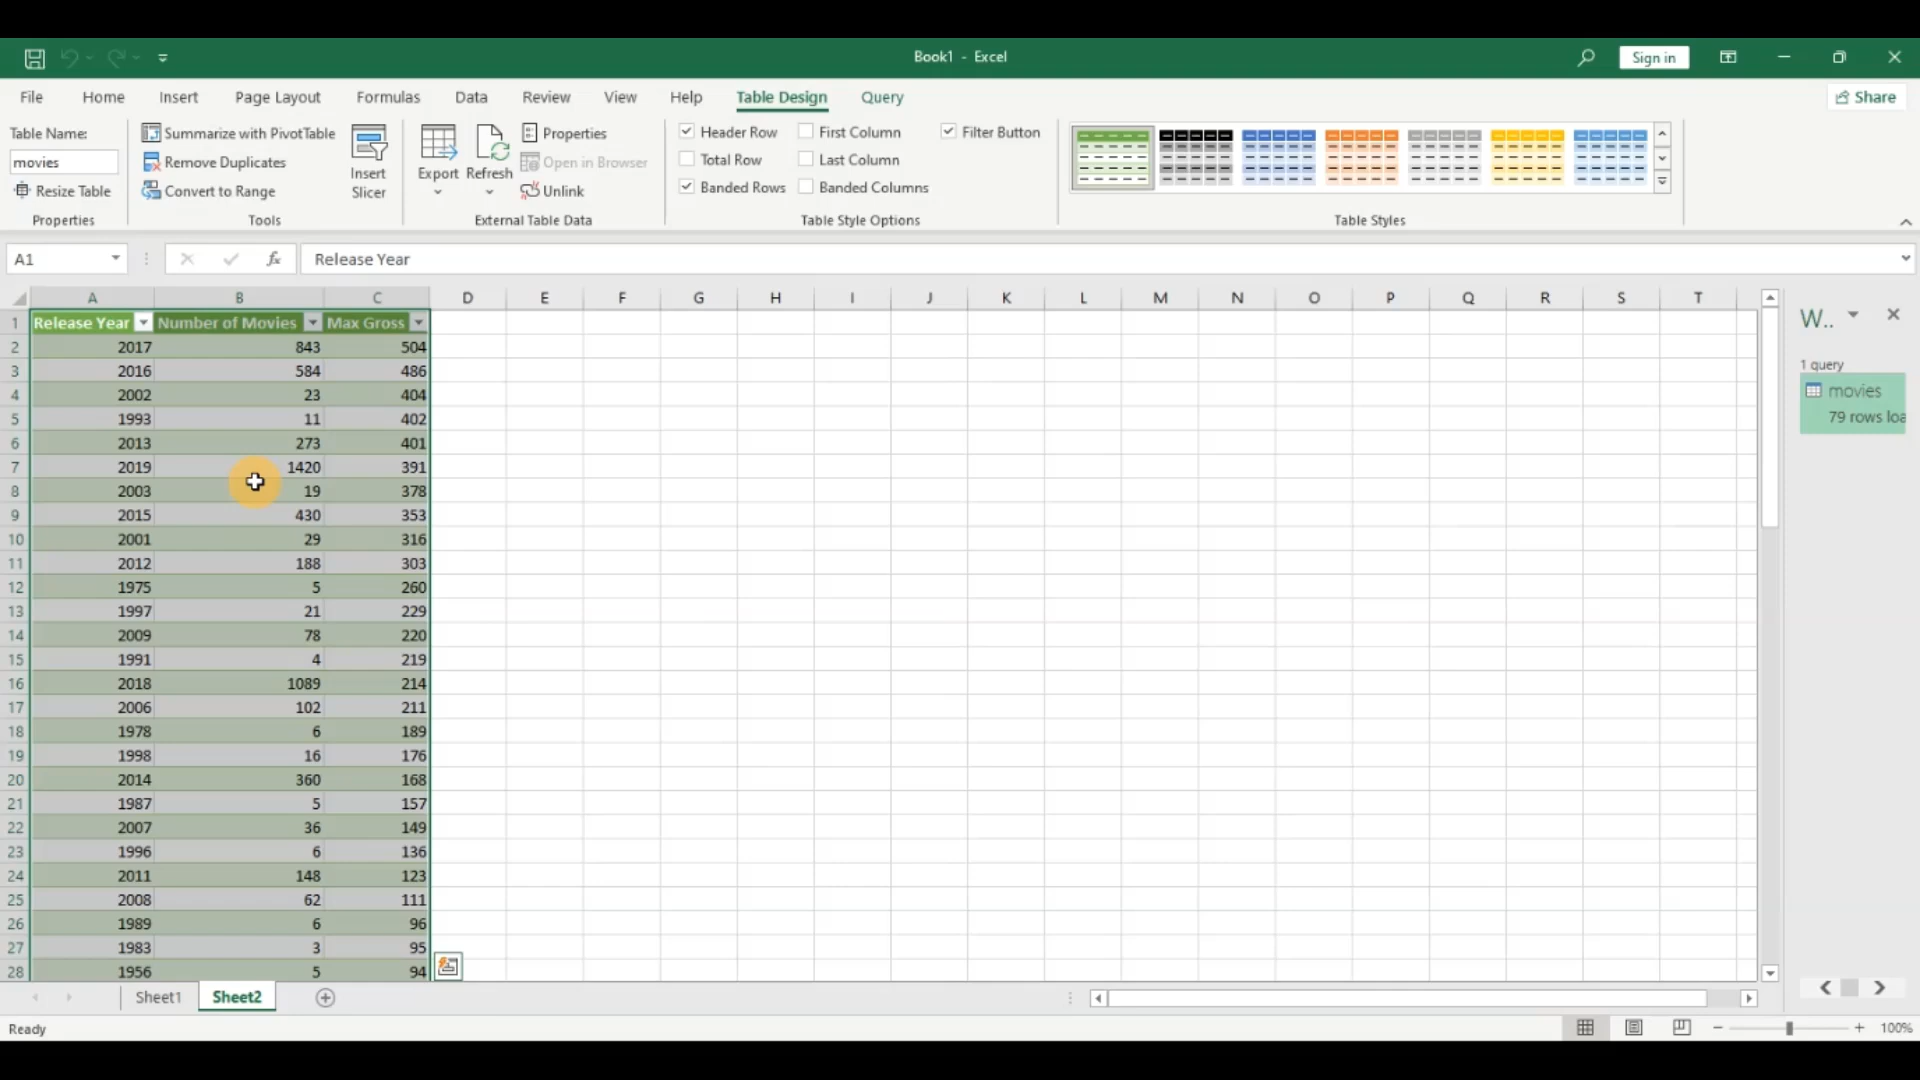 Book1 - Excel
Sign in
File Home Insert Page Layout Formulas Data Review View Help Table Design Query Share
Table Name:
movies
Resize Table
Properties
Summarize with PivotTable
Remove Duplicates
Convert to Range
Insert
Slicer
Tools
Export
Refresh
Properties
Open in Browser
Unlink
External Table Data
Header Row First Column Filter Button
Total Row Last Column
Banded Rows Banded Columns
Table Style Options
Table Styles
A1 fx Release Year
A B C D E F G H I J K L M N O P Q R S T
1 Release Year Number of Movies Max Gross
2 2017 843 504
3 2016 584 486
4 2002 23 404
5 1993 11 402
6 2013 273 401
7 2019 1420 391
8 2003 19 378
9 2015 430 353
10 2001 29 316
11 2012 188 303
12 1975 5 260
13 1997 21 229
14 2009 78 220
15 1991 4 219
16 2018 1089 214
17 2006 102 211
18 1978 6 189
19 1998 16 176
20 2014 360 168
21 1987 5 157
22 2007 36 149
23 1996 6 136
24 2011 148 123
25 2008 62 111
26 1989 6 96
27 1983 3 95
28 1956 5 94
W..
1 query
movies
79 rows loa
Sheet1 Sheet2
Ready
100%